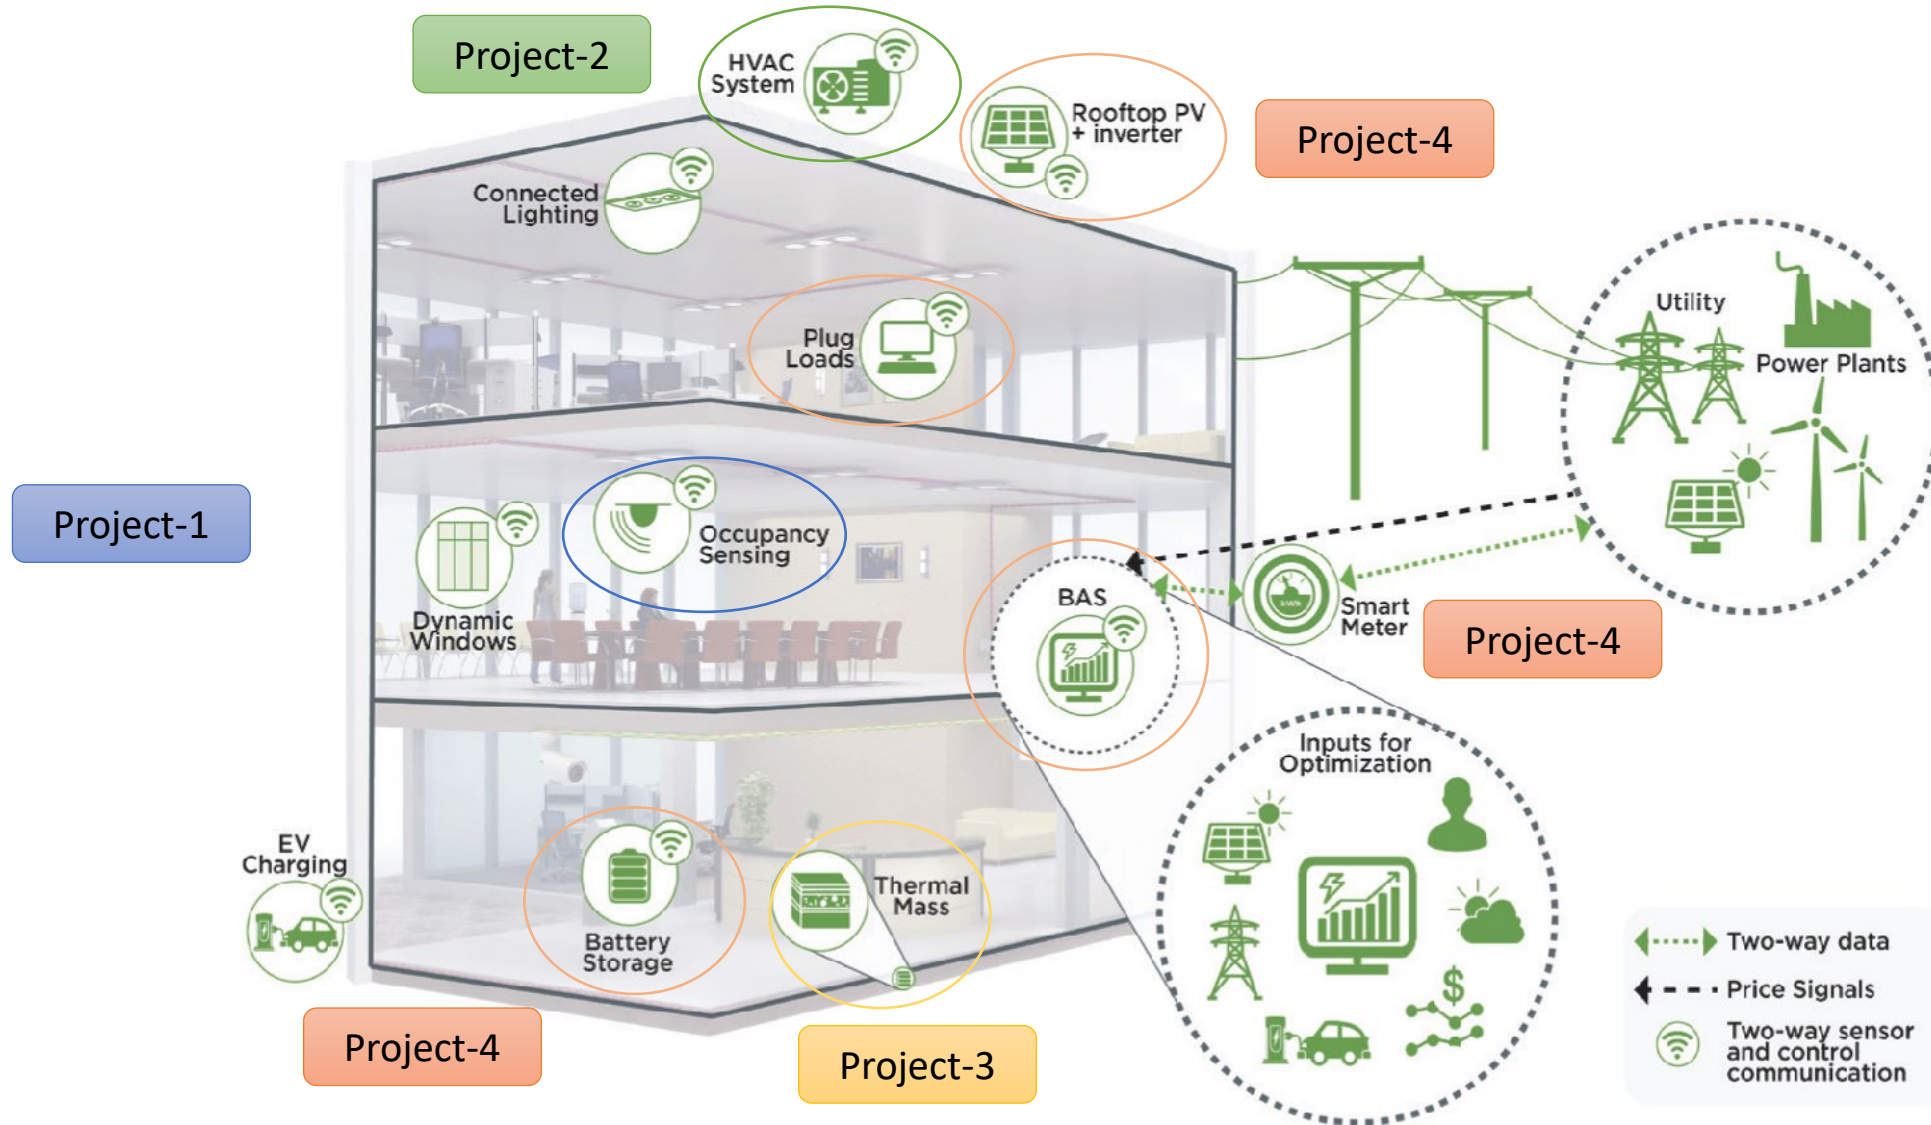 Project-2
HVAC
System
Rooftop PV
+ inverter
Project-4
Connected
Lighting
Plug
Loads
Utility
Power Plants
Project-1
Occupancy
Sensing
Dynamic
Windows
BAS
Smart
Meter
Project-4
Inputs for
Optimization
EV
Charging
Battery
Storage
Thermal
Mass
$
Project-4
Project-3
Two-way data
Price Signals
Two-way sensor
and control
communication